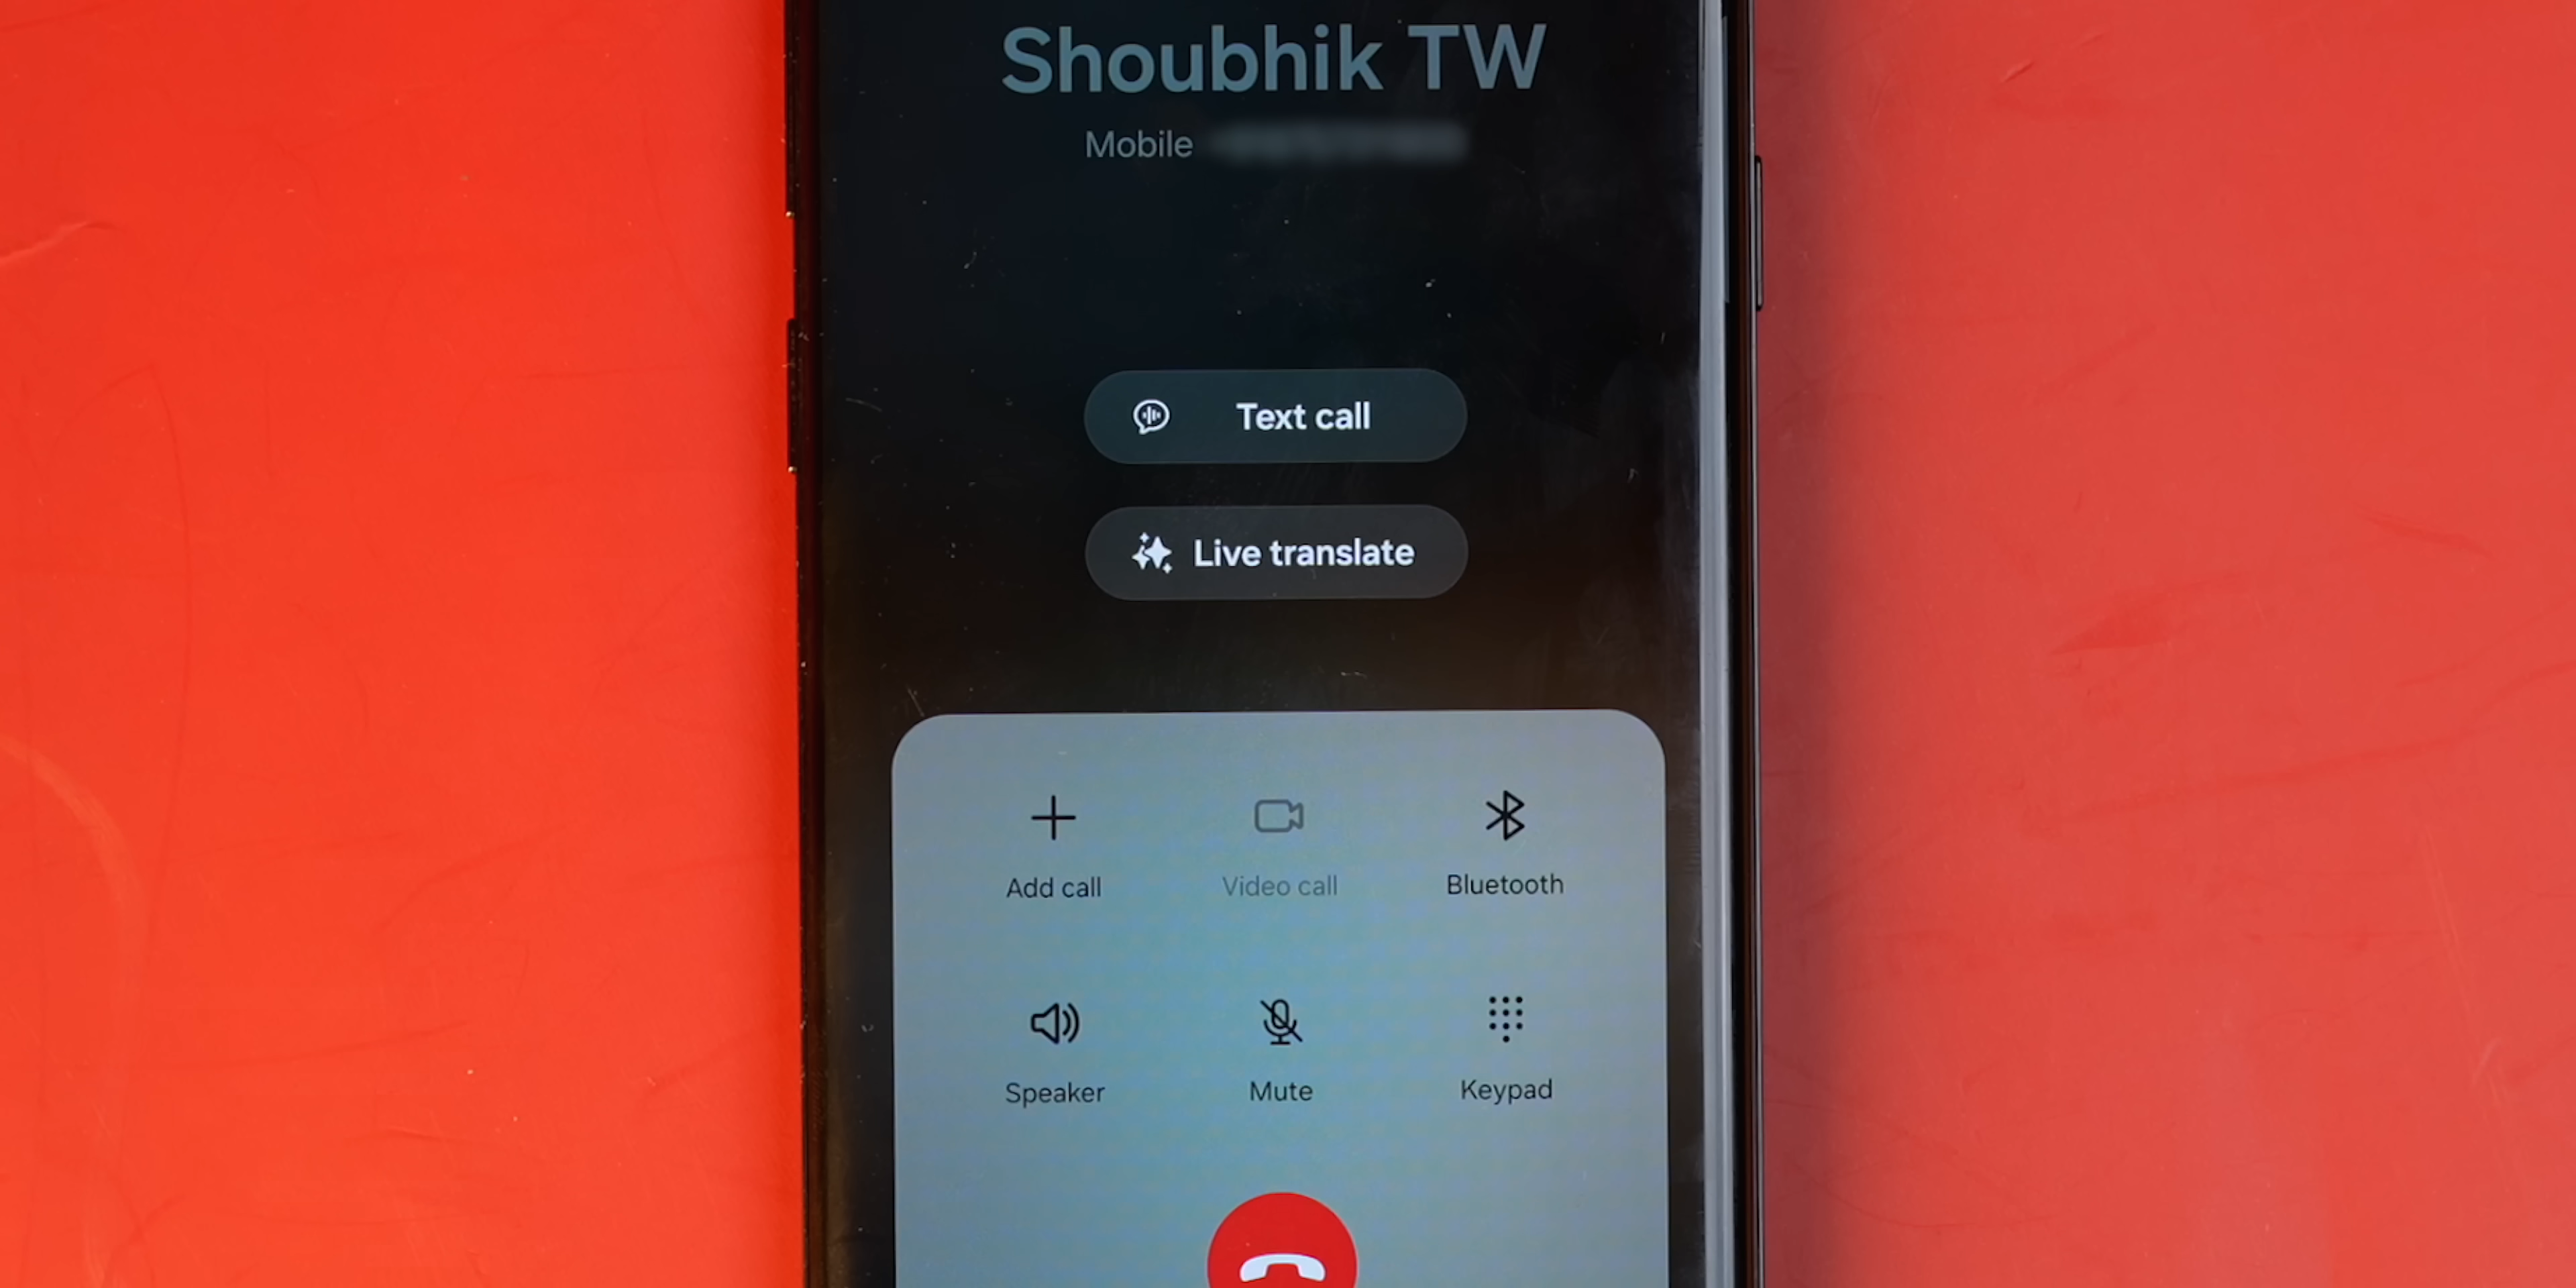 Shoubhik TW
Mobile
Text call
Live translate
Add call
Video call
Bluetooth
Speaker
Mute
Keypad